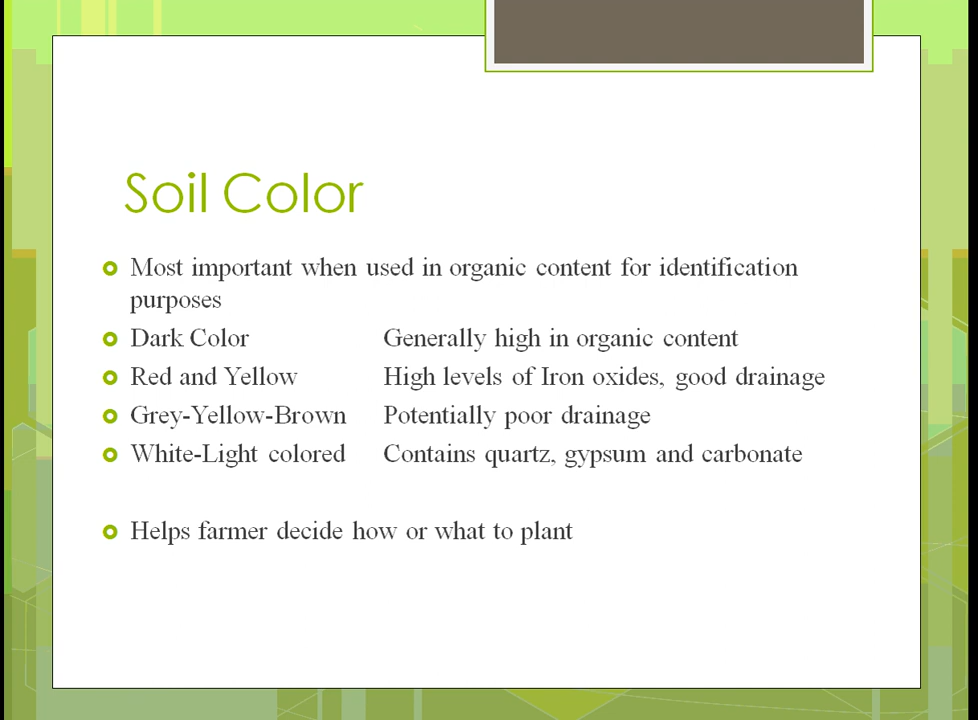 Soil Color
Most important when used in organic content for identification
purposes
Dark Color Generally high in organic content
Red and Yellow High levels of Iron oxides, good drainage
Grey-Yellow-Brown Potentially poor drainage
White-Light colored Contains quartz, gypsum and carbonate
Helps farmer decide how or what to plant